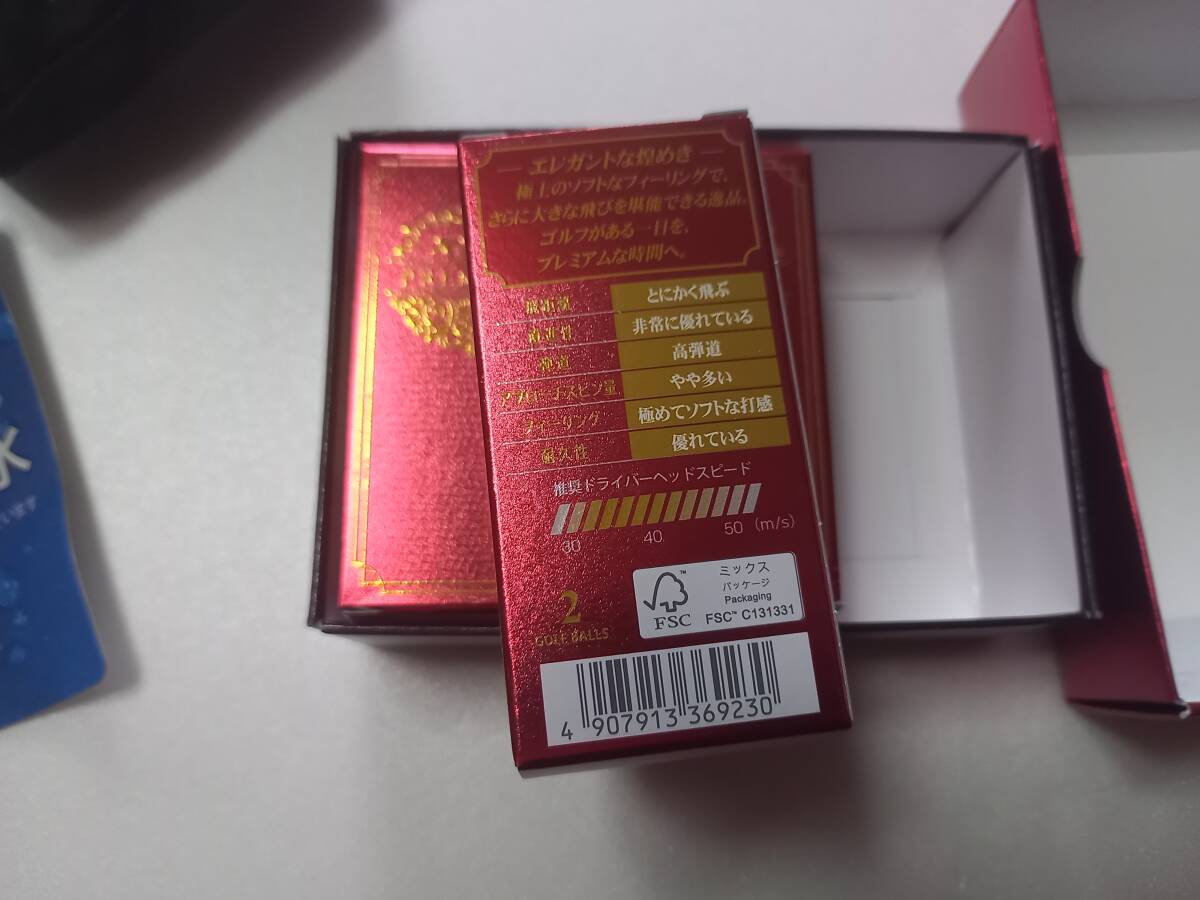 — エレガントな煌めき —
極上のソフトなフィーリングで、
さらに大きな飛びを堪能できる逸品。
ゴルフがある一日を、
プレミアムな時間へ。
飛距離 とにかく飛ぶ
直進性 非常に優れている
弾道 高弾道
アプローチスピン量 やや多い
フィーリング 極めてソフトな打感
耐久性 優れている
推奨ドライバーヘッドスピード
30 40 50 (m/s)
2
GOLF BALLS
FSC
ミックス
パッケージ
Packaging
FSC™ C131331
4 907913 369230
水
います